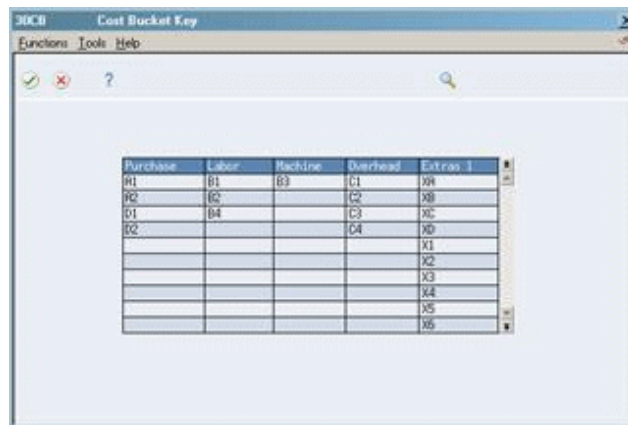 30CB Cost Bucket Key
Functions Tools Help
?
Purchase Labor Machine Overhead Extras 1
A1 B1 B3 C1 XA
A2 B2 C2 XB
D1 B4 C3 XC
D2 C4 XD
X1
X2
X3
X4
X5
X6